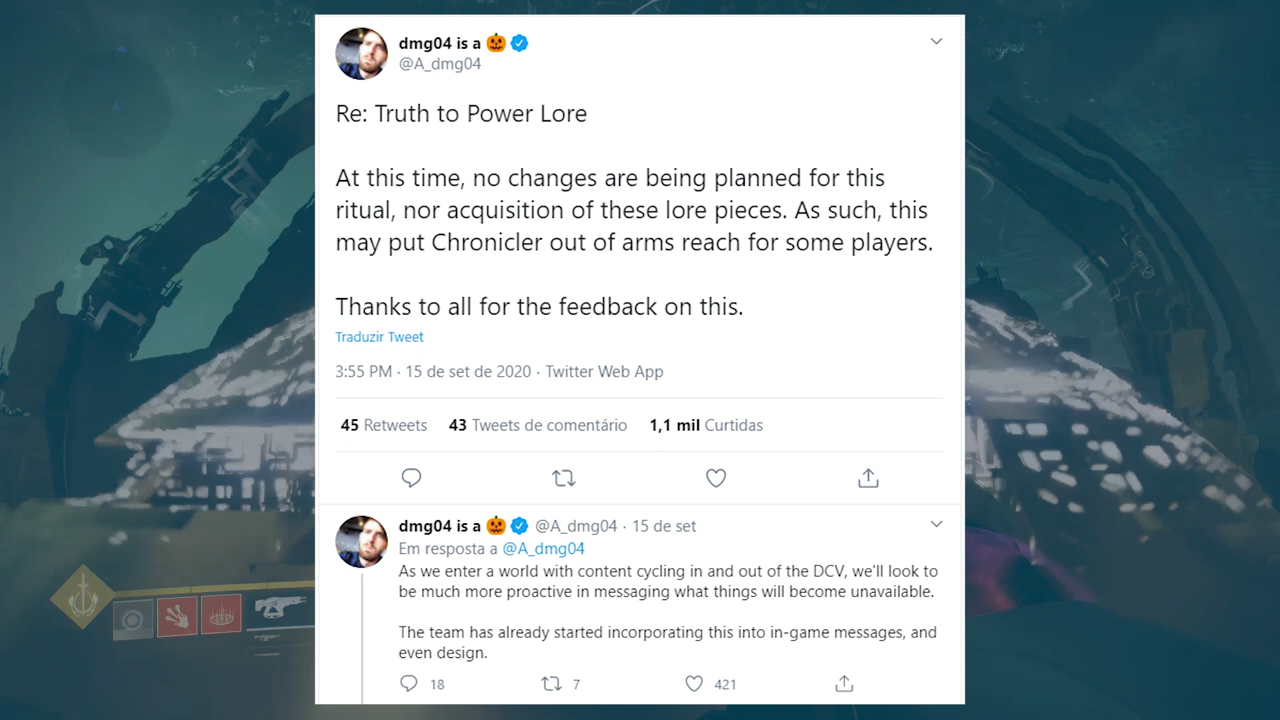 dmg04 is a 🎃
@A_dmg04
Re: Truth to Power Lore
At this time, no changes are being planned for this
ritual, nor acquisition of these lore pieces. As such, this
may put Chronicler out of arms reach for some players.
Thanks to all for the feedback on this.
Traduzir Tweet
3:55 PM · 15 de set de 2020 · Twitter Web App
45 Retweets 43 Tweets de comentário 1,1 mil Curtidas
dmg04 is a 🎃 @A_dmg04 · 15 de set
Em resposta a @A_dmg04
As we enter a world with content cycling in and out of the DCV, we'll look to
be much more proactive in messaging what things will become unavailable.
The team has already started incorporating this into in-game messages, and
even design.
18 7 421